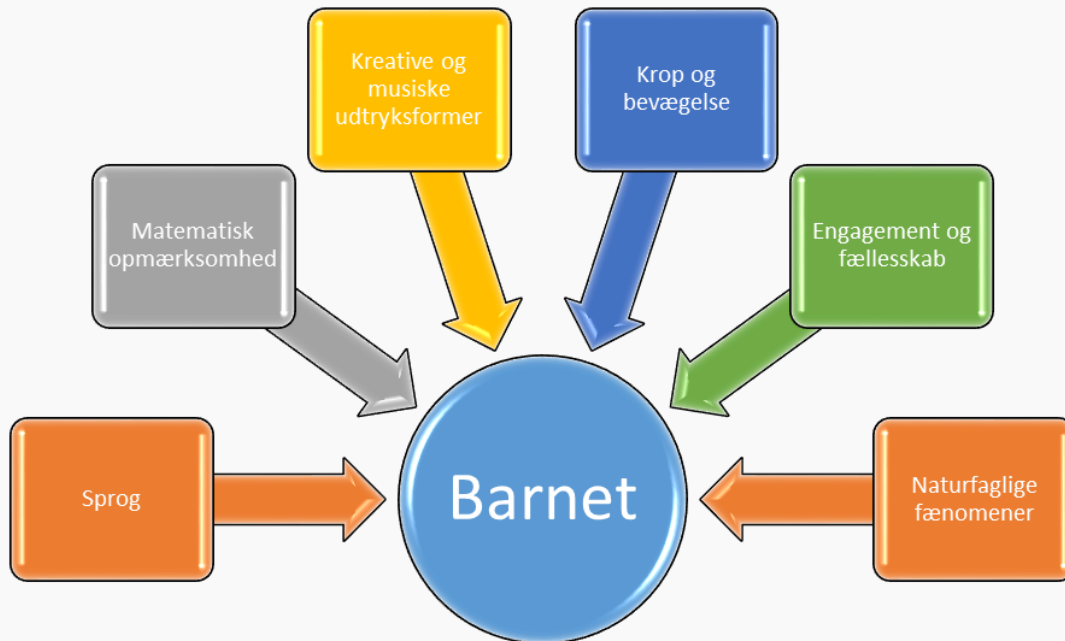 Kreative og
musiske
udtryksformer
Krop og
bevægelse
Matematisk
opmærksomhed
Engagement og
fællesskab
Sprog
Barnet
Naturfaglige
fænomener